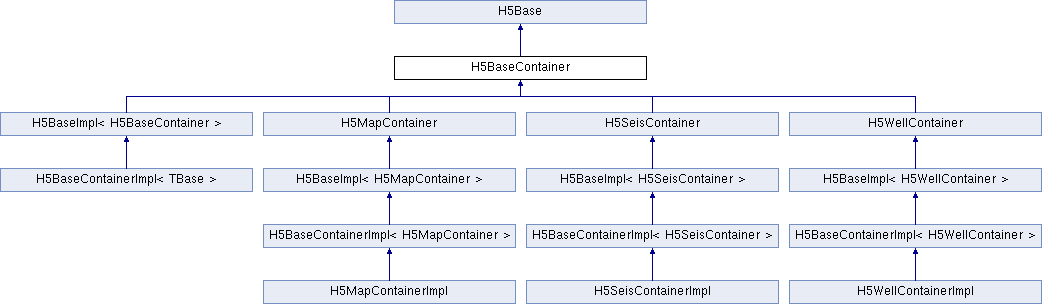 H5Base
H5BaseContainer
H5BaseImpl< H5BaseContainer >
H5MapContainer
H5SeisContainer
H5WellContainer
H5BaseContainerImpl< TBase >
H5BaseImpl< H5MapContainer >
H5BaseImpl< H5SeisContainer >
H5BaseImpl< H5WellContainer >
H5BaseContainerImpl< H5MapContainer >
H5BaseContainerImpl< H5SeisContainer >
H5BaseContainerImpl< H5WellContainer >
H5MapContainerImpl
H5SeisContainerImpl
H5WellContainerImpl